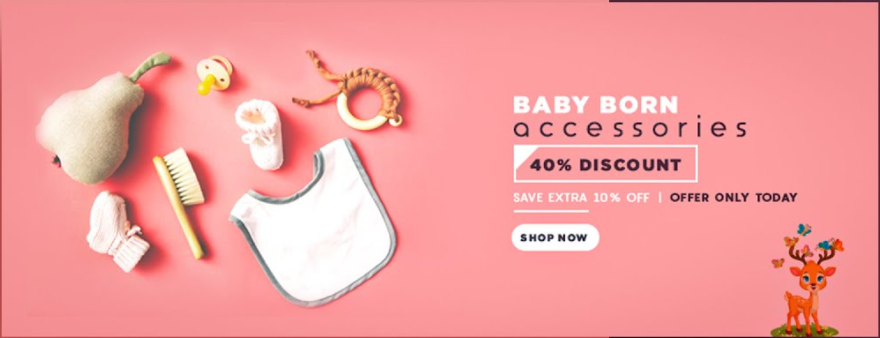 BABY BORN
accessories
40% DISCOUNT
SAVE EXTRA 10% OFF | OFFER ONLY TODAY
SHOP NOW